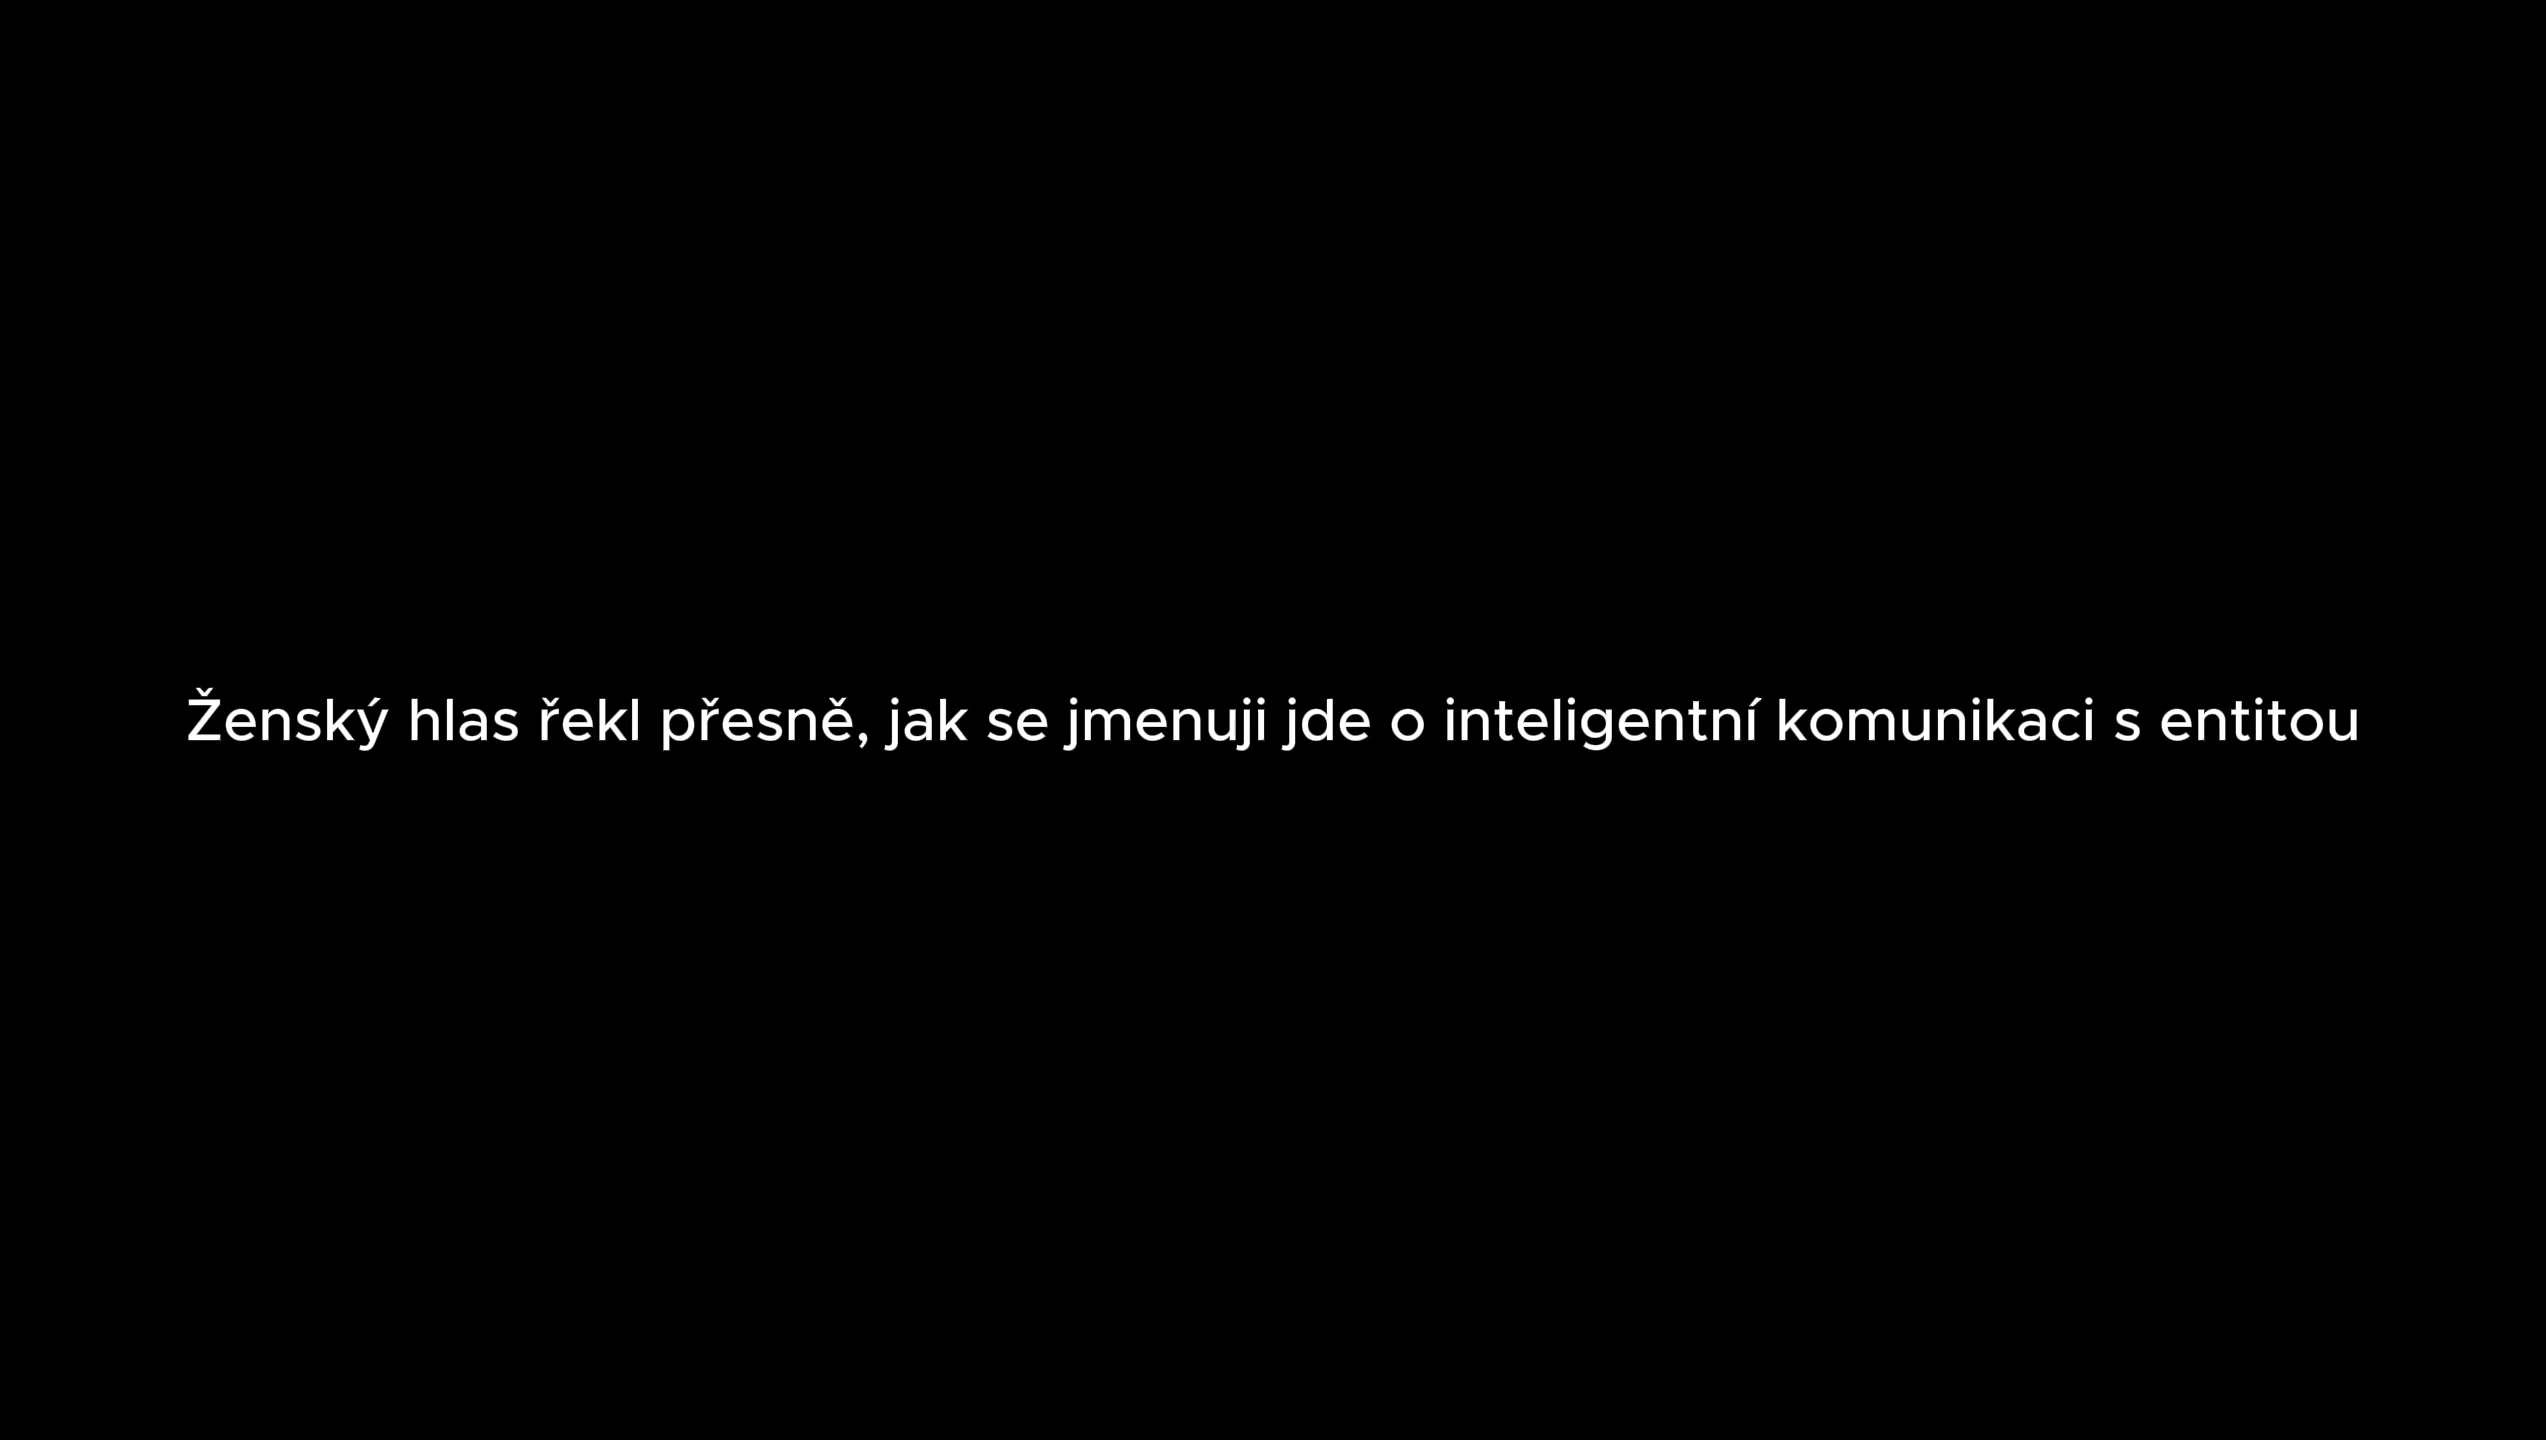 Ženský hlas řekl přesně, jak se jmenuji jde o inteligentní komunikaci s entitou